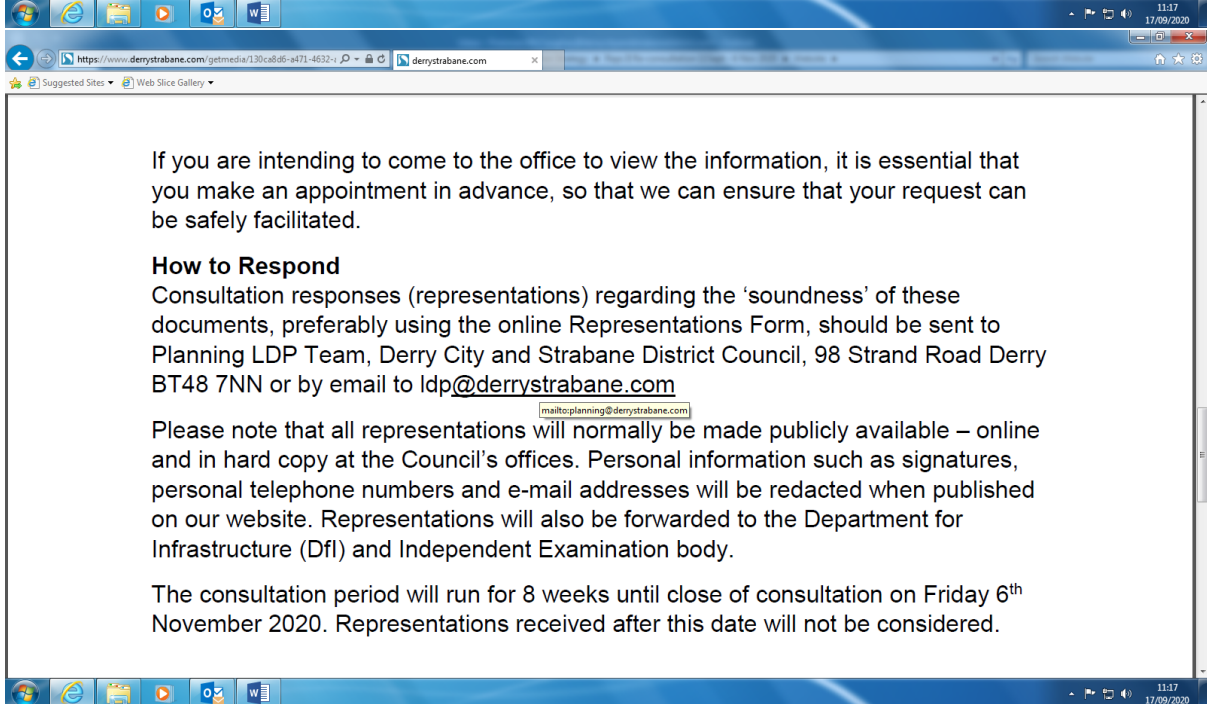 11:17
17/09/2020
https://www.derrystrabane.com/getmedia/130ca8d6-a471-4632-
derrystrabane.com
Suggested Sites
Web Slice Gallery
If you are intending to come to the office to view the information, it is essential that
you make an appointment in advance, so that we can ensure that your request can
be safely facilitated.
How to Respond
Consultation responses (representations) regarding the ‘soundness’ of these
documents, preferably using the online Representations Form, should be sent to
Planning LDP Team, Derry City and Strabane District Council, 98 Strand Road Derry
BT48 7NN or by email to ldp@derrystrabane.com
mailto:planning@derrystrabane.com
Please note that all representations will normally be made publicly available – online
and in hard copy at the Council’s offices. Personal information such as signatures,
personal telephone numbers and e-mail addresses will be redacted when published
on our website. Representations will also be forwarded to the Department for
Infrastructure (DfI) and Independent Examination body.
The consultation period will run for 8 weeks until close of consultation on Friday 6th
November 2020. Representations received after this date will not be considered.
11:17
17/09/2020